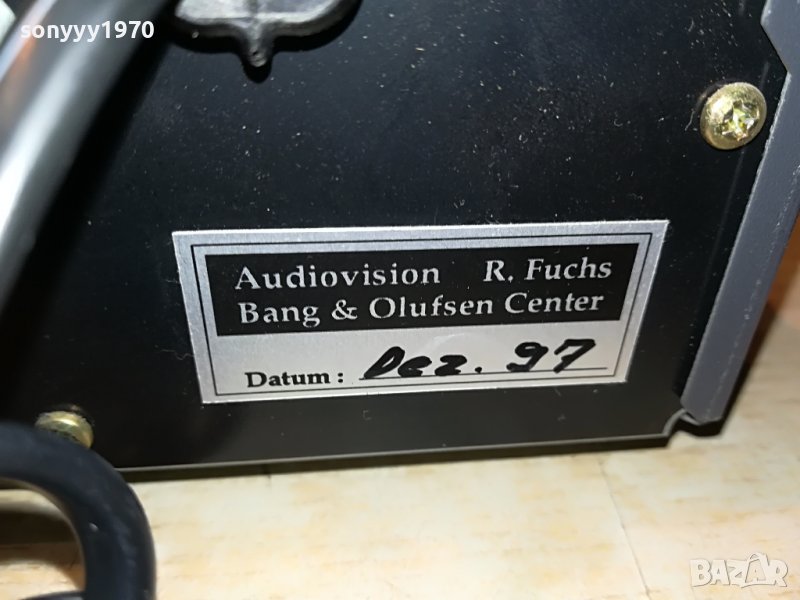 sonyyy1970
Audiovision R. Fuchs
Bang & Olufsen Center
Datum : Dez. 97
BAZAR